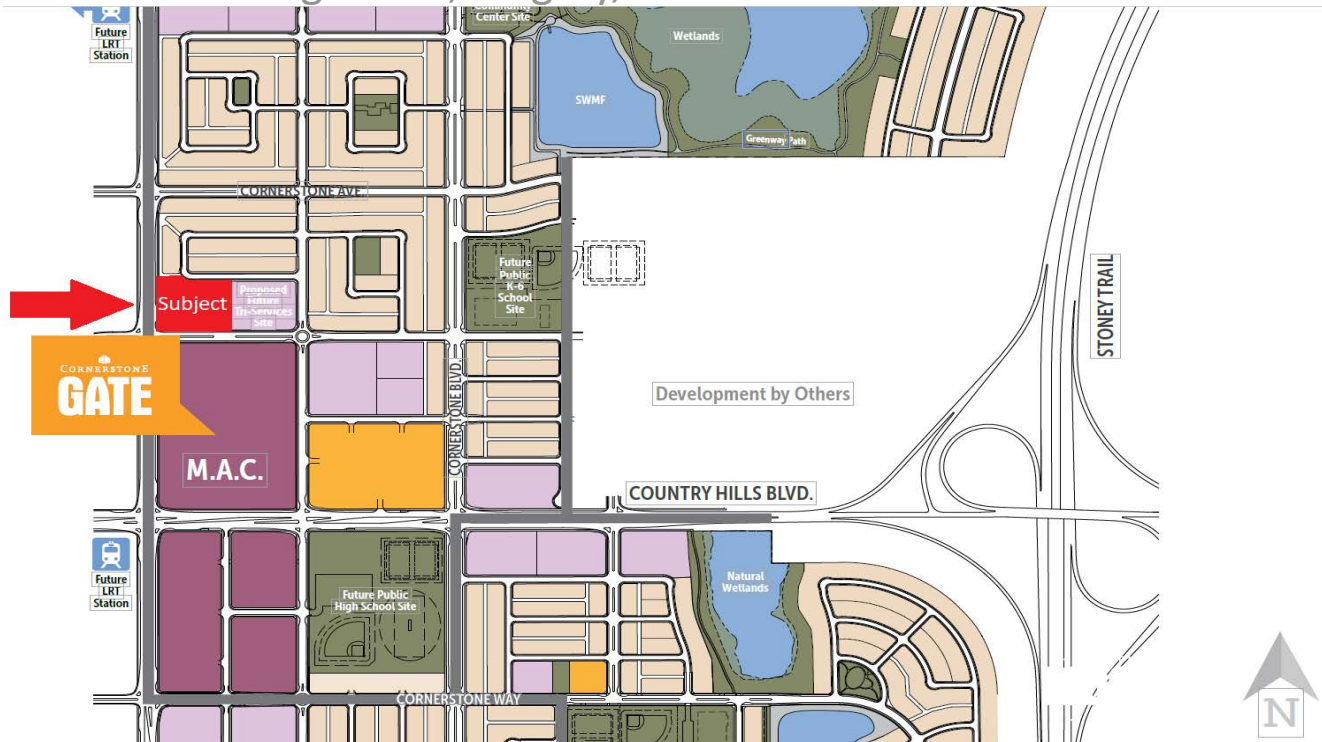 Future
LRT
Station
Community
Center Site
Wetlands
SWMF
Greenway Path
CORNERSTONE AVE.
Future
Public
K-6
School
Site
Subject
Proposed
Future
Tri-Services
Site
STONEY TRAIL
CORNERSTONE
GATE
CORNERSTONE BLVD.
Development by Others
M.A.C.
COUNTRY HILLS BLVD.
Future
LRT
Station
Future Public
High School Site
Natural
Wetlands
CORNERSTONE WAY
N